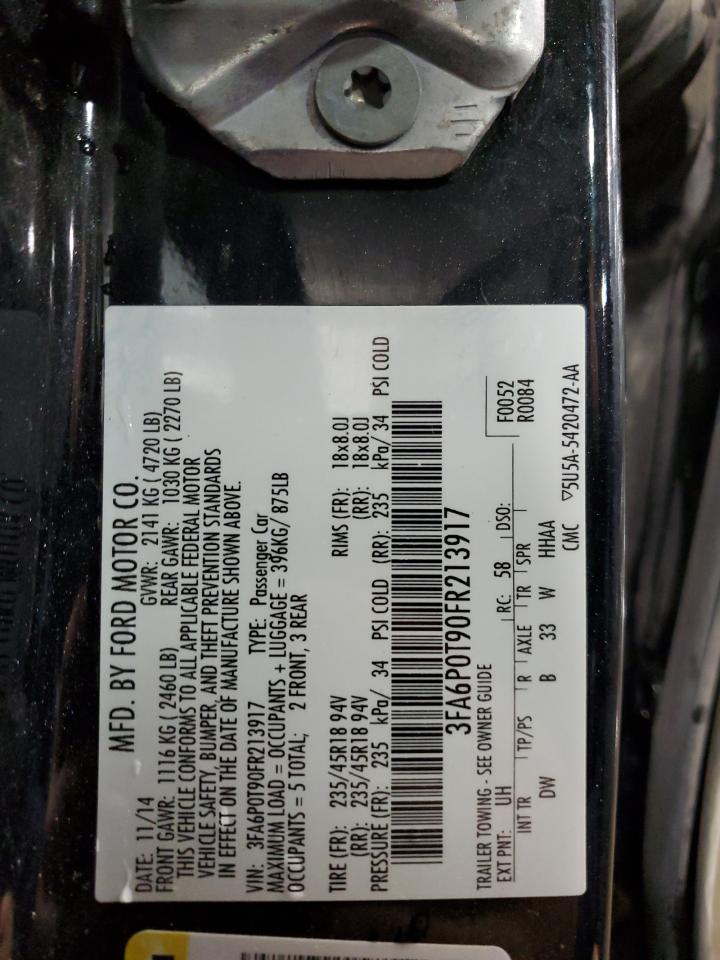 MFD. BY FORD MOTOR CO.
DATE: 11/14 GVWR: 2141 KG ( 4720 LB)
FRONT GAWR: 1116 KG ( 2460 LB) REAR GAWR: 1030 KG ( 2270 LB)
THIS VEHICLE CONFORMS TO ALL APPLICABLE FEDERAL MOTOR
VEHICLE SAFETY, BUMPER, AND THEFT PREVENTION STANDARDS
IN EFFECT ON THE DATE OF MANUFACTURE SHOWN ABOVE.
VIN: 3FA6P0T90FR213917 TYPE: Passenger Car
MAXIMUM LOAD = OCCUPANTS + LUGGAGE = 396KG/ 875LB
OCCUPANTS = 5 TOTAL; 2 FRONT, 3 REAR
TIRE (FR): 235/45R18 94V RIMS (FR): 18x8.0J
(RR): 235/45R18 94V (RR): 18x8.0J
PRESSURE (FR): 235 kPa/ 34 PSI COLD (RR): 235 kPa/ 34 PSI COLD
3FA6P0T90FR213917
TRAILER TOWING - SEE OWNER GUIDE F0052
EXT PNT: UH RC: 58 DSO: R0084
INT TR TP/PS R AXLE TR SPR
DW B 33 W HHAA
CMC ▽5U5A-5420472-AA